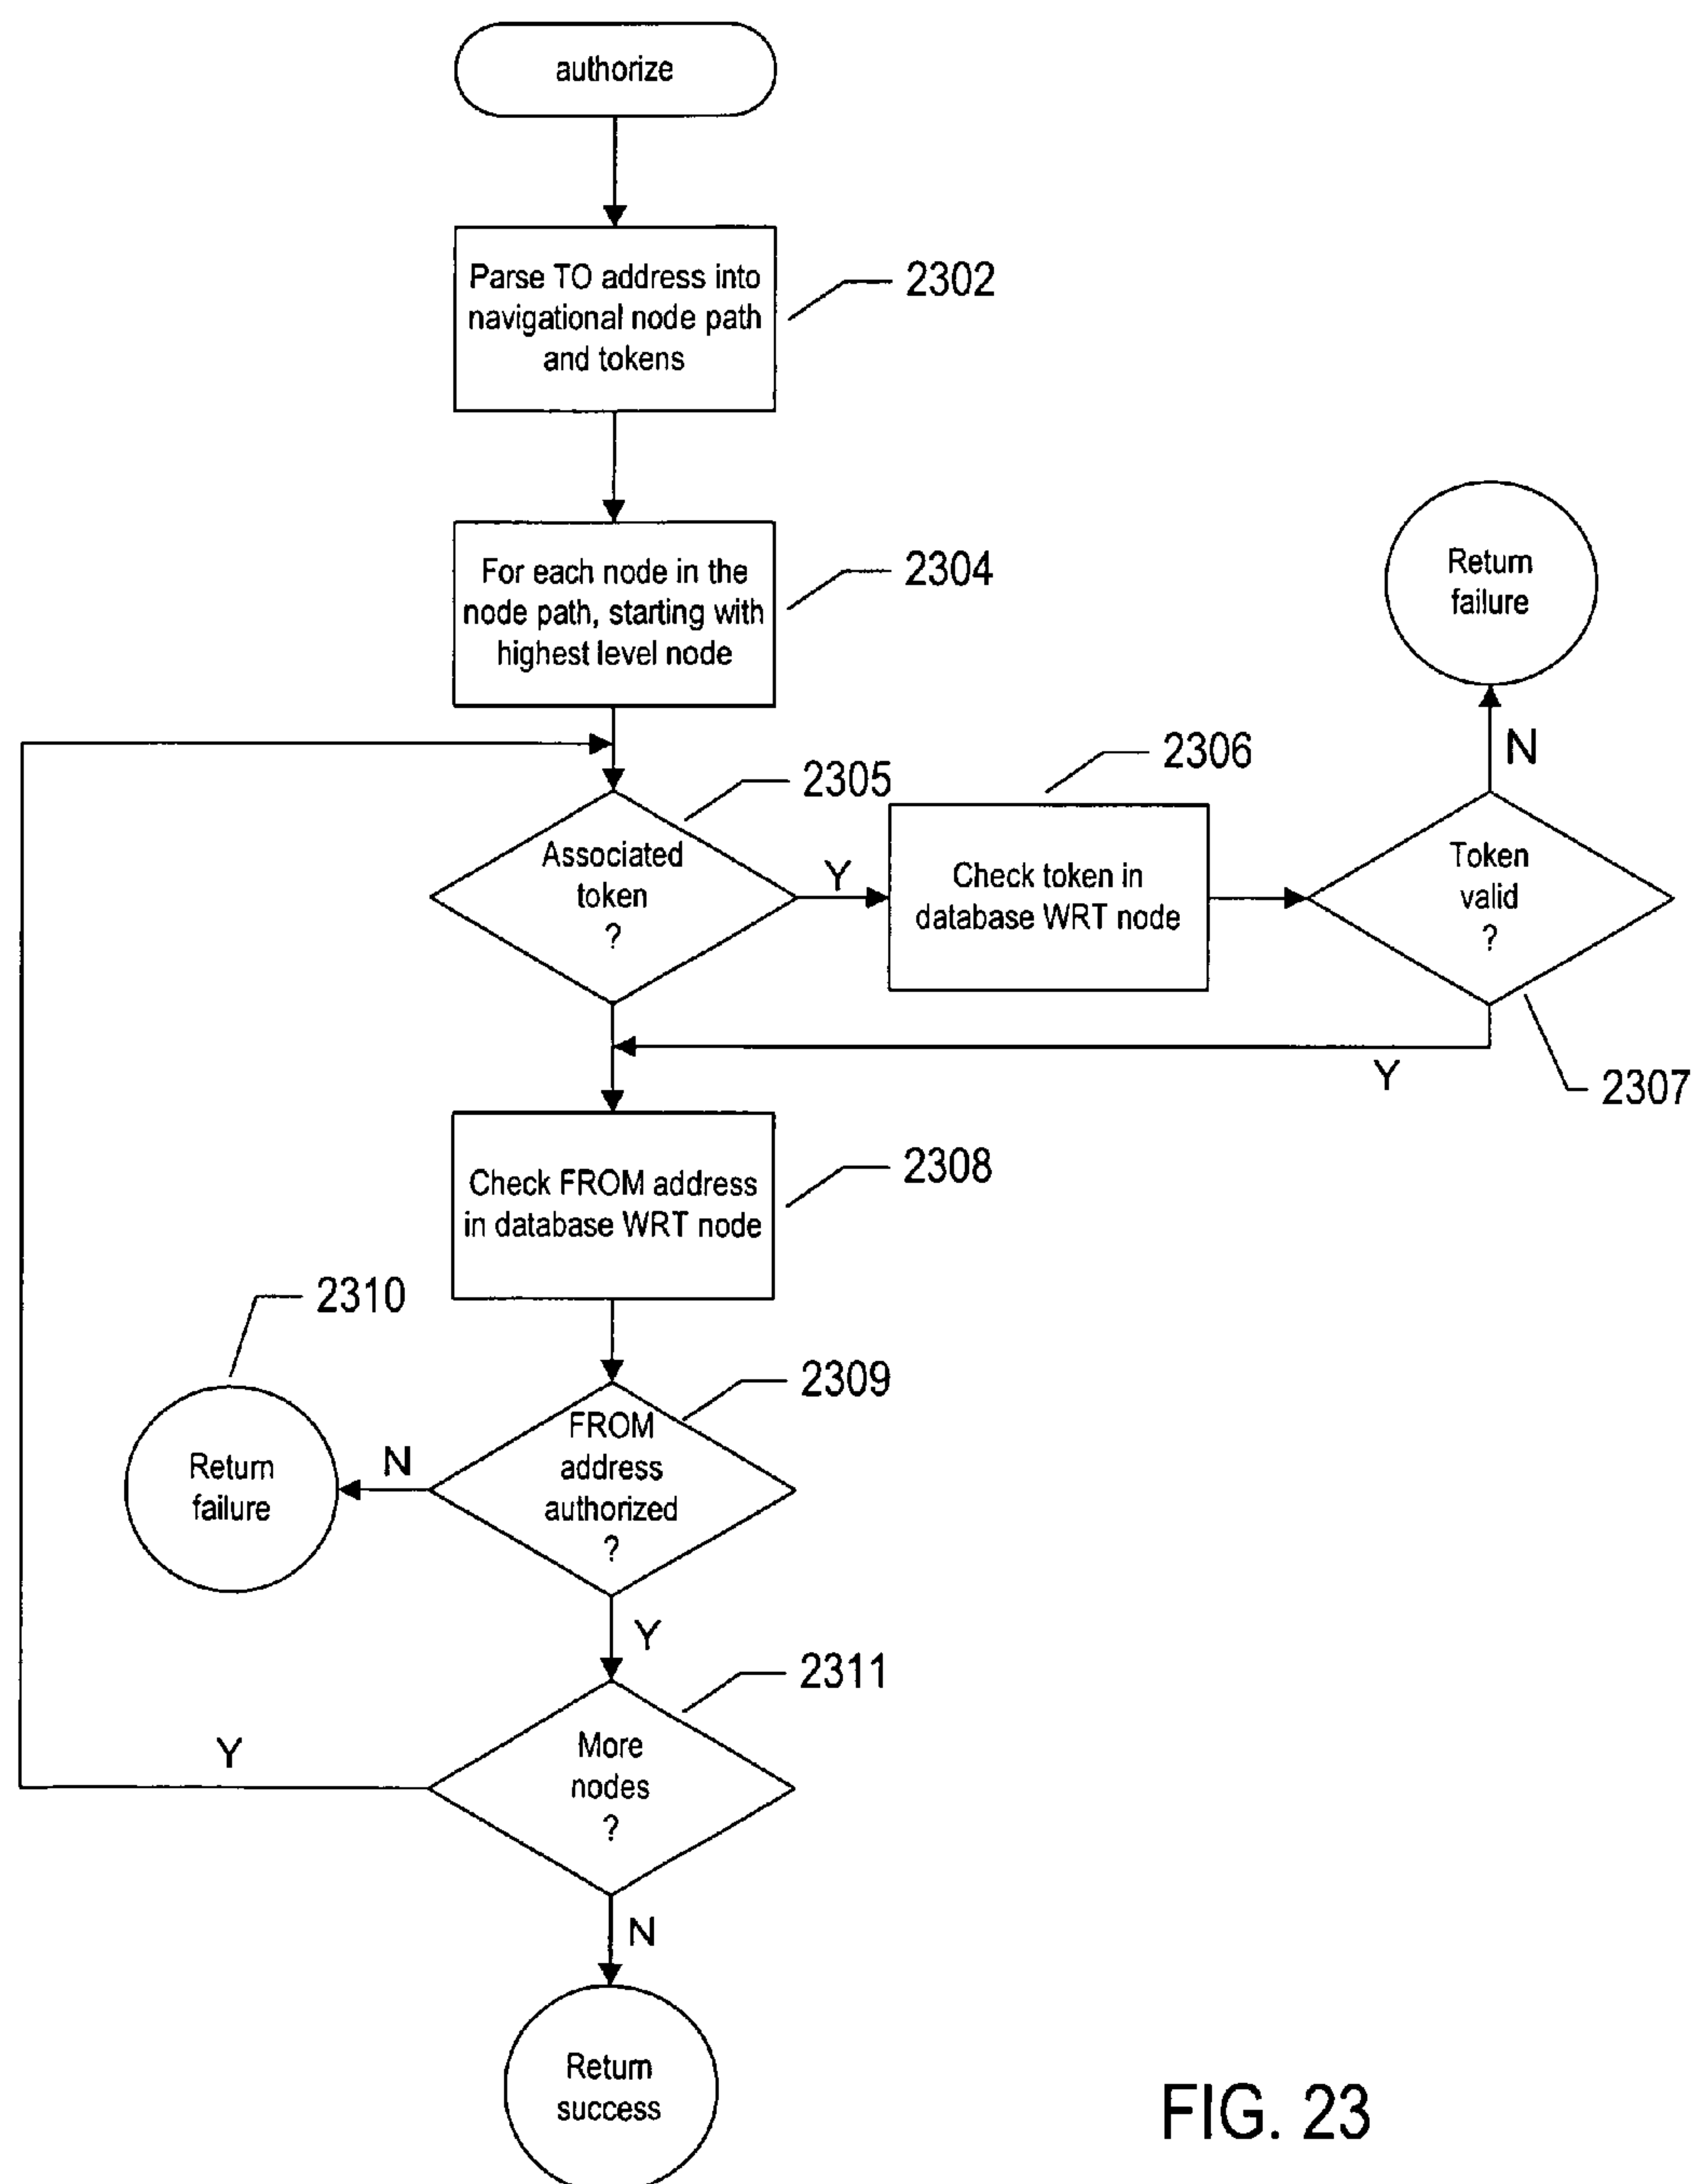 authorize
Parse TO address into
navigational node path
and tokens
2302
For each node in the
node path, starting with
highest level node
2304
Return
failure
N
2306
2305
Associated
token
?
Y
Check token in
database WRT node
Token
valid
?
Y
2307
Check FROM address
in database WRT node
2308
2310
2309
FROM
address
authorized
?
N
Return
failure
Y
2311
More
nodes
?
Y
N
Return
success
FIG. 23